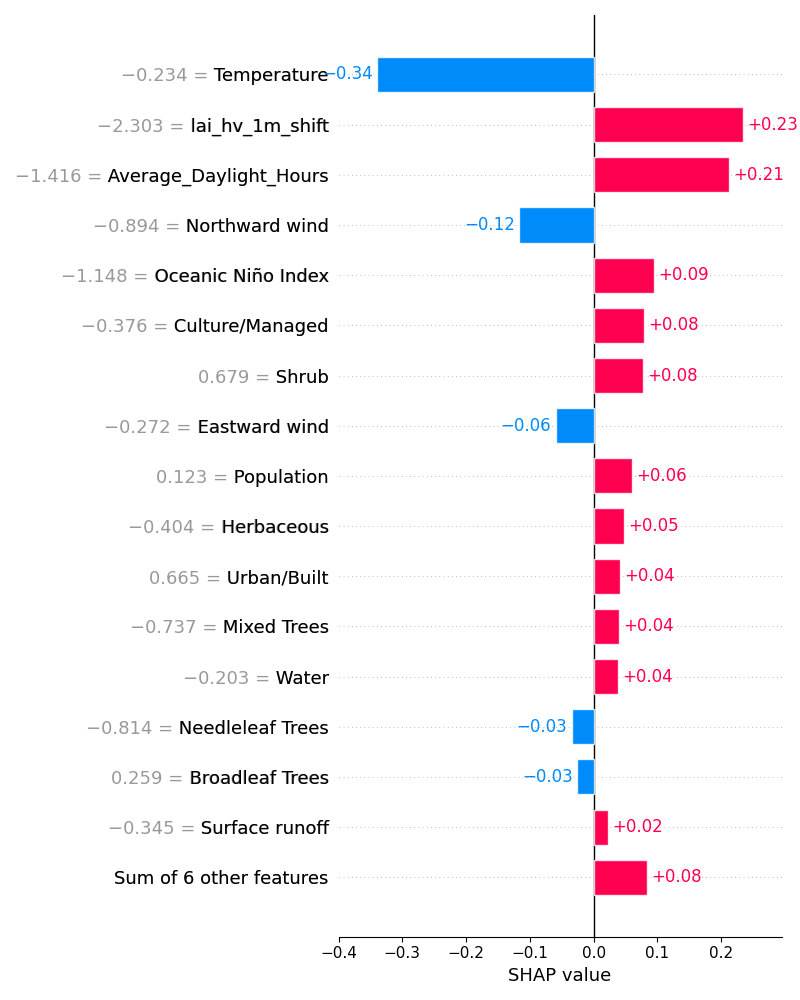 −0.234 = Temperature −0.34
−2.303 = lai_hv_1m_shift +0.23
−1.416 = Average_Daylight_Hours +0.21
−0.894 = Northward wind −0.12
−1.148 = Oceanic Niño Index +0.09
−0.376 = Culture/Managed +0.08
0.679 = Shrub +0.08
−0.272 = Eastward wind −0.06
0.123 = Population +0.06
−0.404 = Herbaceous +0.05
0.665 = Urban/Built +0.04
−0.737 = Mixed Trees +0.04
−0.203 = Water +0.04
−0.814 = Needleleaf Trees −0.03
0.259 = Broadleaf Trees −0.03
−0.345 = Surface runoff +0.02
Sum of 6 other features +0.08
−0.4 −0.3 −0.2 −0.1 0.0 0.1 0.2
SHAP value